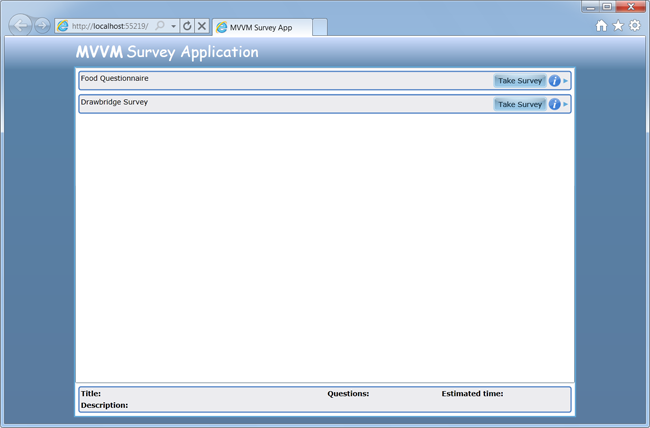 http://localhost:55219/
MVVM Survey App
MVVM Survey Application
Food Questionnaire
Take Survey
i
Drawbridge Survey
Take Survey
i
Title:
Questions:
Estimated time:
Description: